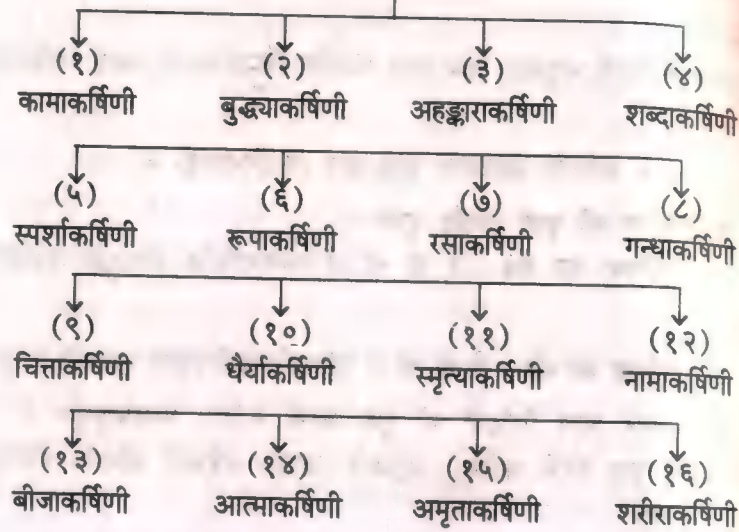 (१) (२) (३) (४)
कामाकर्षिणी बुद्ध्याकर्षिणी अहङ्काराकर्षिणी शब्दाकर्षिणी
(५) (६) (७) (८)
स्पर्शाकर्षिणी रूपाकर्षिणी रसाकर्षिणी गन्धाकर्षिणी
(९) (१०) (११) (१२)
चित्ताकर्षिणी धैर्याकर्षिणी स्मृत्याकर्षिणी नामाकर्षिणी
(१३) (१४) (१५) (१६)
बीजाकर्षिणी आत्माकर्षिणी अमृताकर्षिणी शरीराकर्षिणी